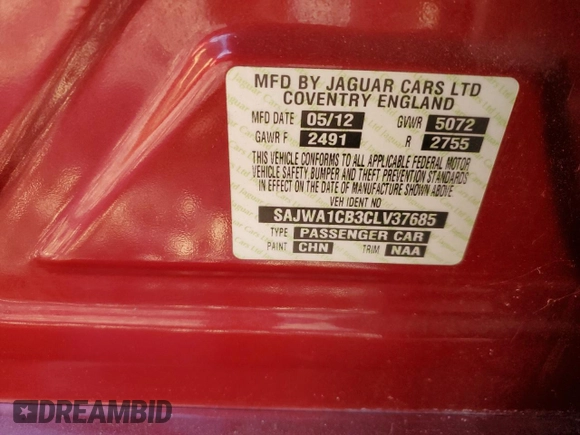 MFD BY JAGUAR CARS LTD
COVENTRY ENGLAND
MFD DATE 05/12 GVWR 5072
GAWR F 2491 R 2755
THIS VEHICLE CONFORMS TO ALL APPLICABLE FEDERAL MOTOR
VEHICLE SAFETY BUMPER AND THEFT PREVENTION STANDARDS
IN EFFECT ON THE DATE OF MANUFACTURE SHOWN ABOVE
VEH IDENT NO
SAJWA1CB3CLV37685
TYPE PASSENGER CAR
PAINT CHN TRIM NAA
DREAMBID